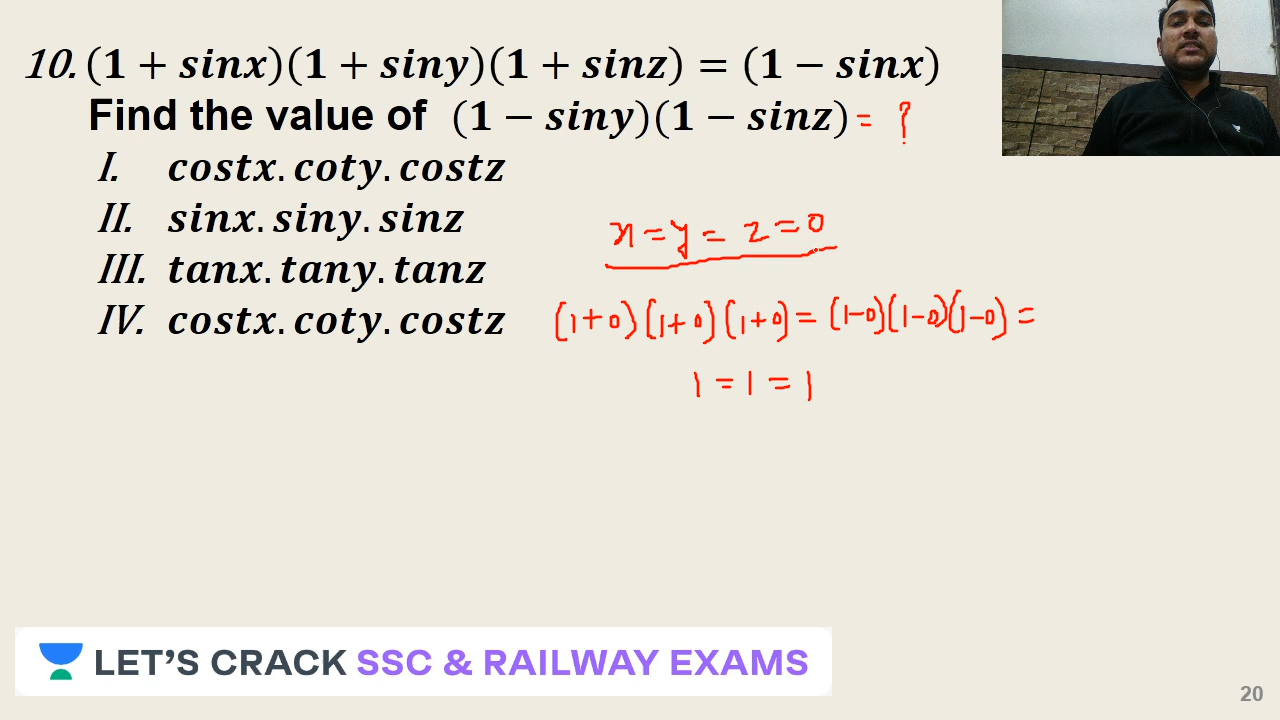 10. (1 + sinx)(1 + siny)(1 + sinz) = (1 − sinx)
Find the value of (1 − siny)(1 − sinz) = ?
I. costx. coty. costz
II. sinx. siny. sinz
III. tanx. tany. tanz
IV. costx. coty. costz
x = y = z = 0
(1+0)(1+0)(1+0) = (1-0)(1-0)(1-0) =
1 = 1 = 1
LET'S CRACK SSC & RAILWAY EXAMS
20